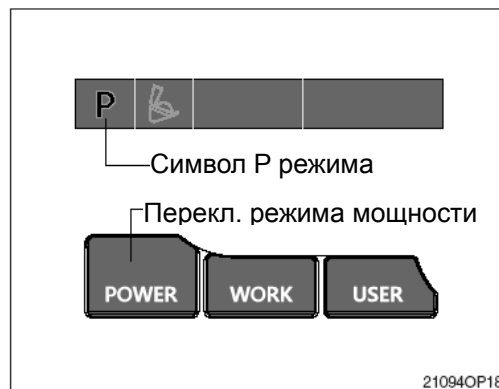 P
Символ P режима
Перекл. режима мощности
POWER WORK USER
21094OP18